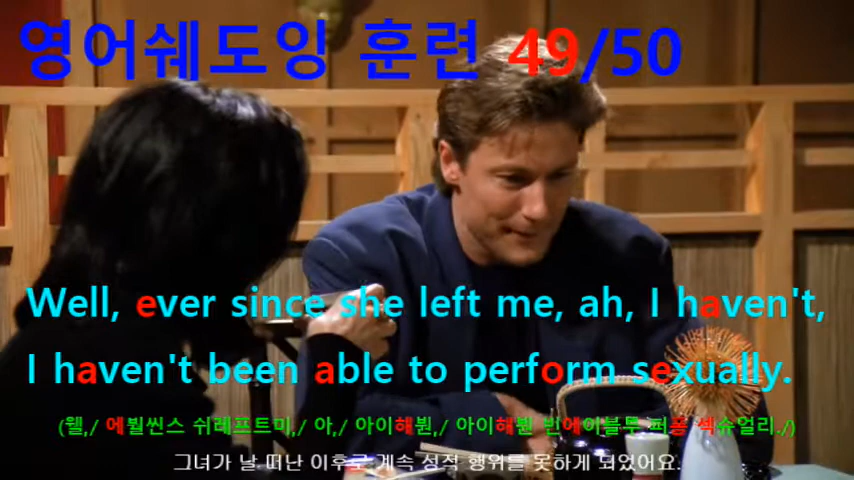 영어쉐도잉 훈련 49/50
Well, ever since she left me, ah, I haven't,
I haven't been able to perform sexually.
(웰,/ 에붤씬스 쉬레프트미,/ 아,/ 아이해붠,/ 아이해붠 빈에이블투 퍼폼 섹슈얼리./)
그녀가 날 떠난 이후로 계속 성적 행위를 못하게 되었어요.